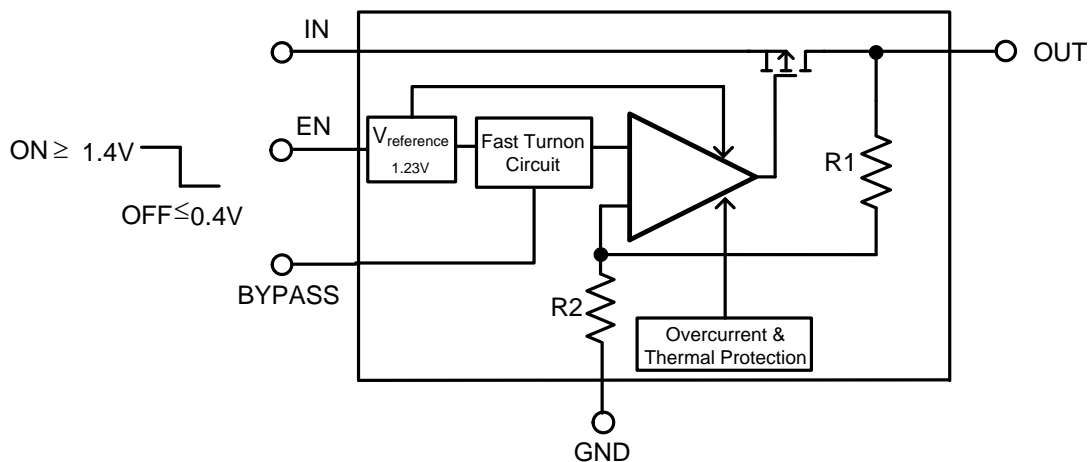 IN
OUT
EN
ON ≥ 1.4V
OFF≤0.4V
Vreference
1.23V
Fast Turnon
Circuit
R1
BYPASS
R2
Overcurrent &
Thermal Protection
GND